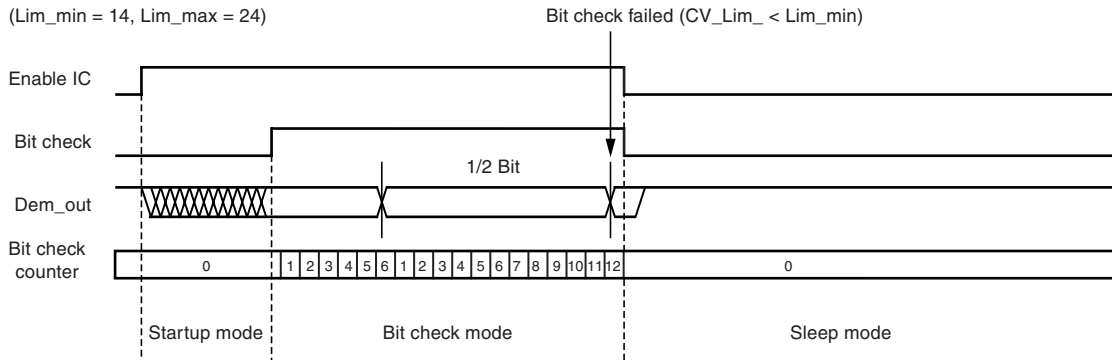 (Lim_min = 14, Lim_max = 24)
Bit check failed (CV_Lim_ < Lim_min)
Enable IC
Bit check
1/2 Bit
Dem_out
Bit check
counter
0 1 2 3 4 5 6 1 2 3 4 5 6 7 8 9 10 11 12 0
Startup mode Bit check mode Sleep mode